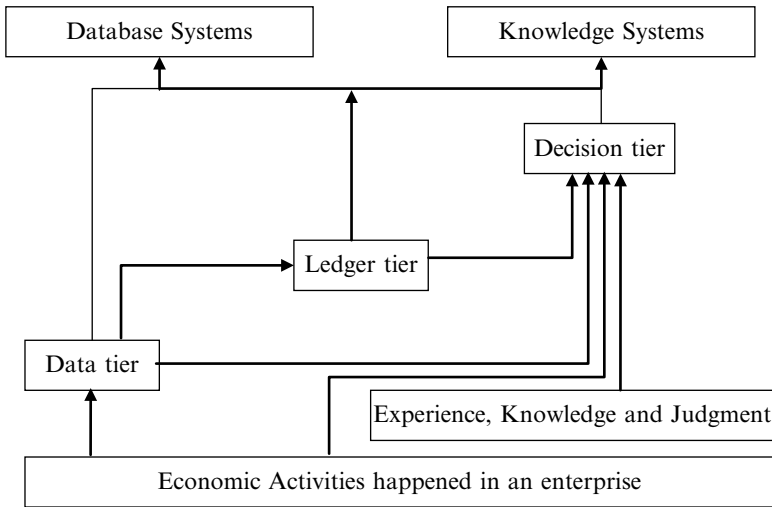 Database Systems
Knowledge Systems
Decision tier
Ledger tier
Data tier
Experience, Knowledge and Judgment
Economic Activities happened in an enterprise